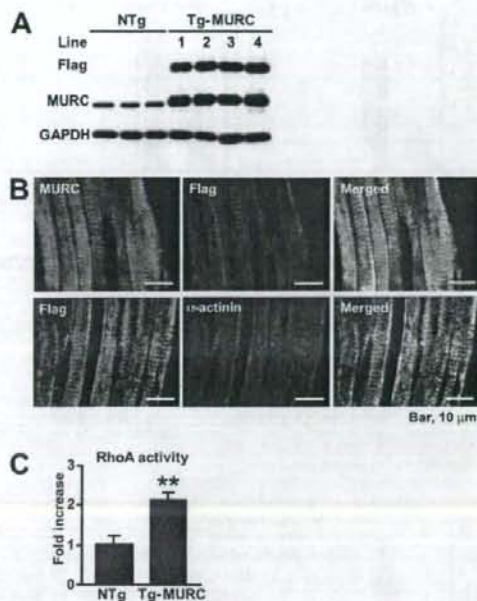 A
NTg Tg-MURC
Line 1 2 3 4
Flag
MURC
GAPDH
B
MURC Flag Merged
Flag α-actinin Merged
Bar, 10 μm
C
RhoA activity
Fold increase
3
2
1
0
**
NTg Tg-MURC